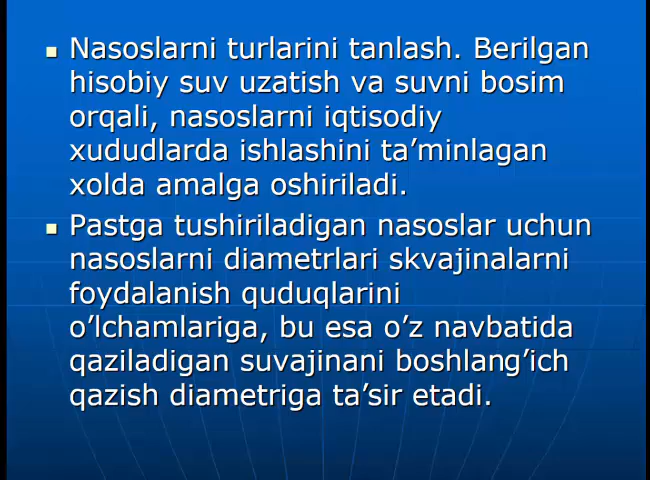 Nasoslarni turlarini tanlash. Berilgan
hisobiy suv uzatish va suvni bosim
orqali, nasoslarni iqtisodiy
xududlarda ishlashini ta’minlagan
xolda amalga oshiriladi.
Pastga tushiriladigan nasoslar uchun
nasoslarni diametrlari skvajinalarni
foydalanish quduqlarini
o’lchamlariga, bu esa o’z navbatida
qaziladigan suvajinani boshlang’ich
qazish diametriga ta’sir etadi.